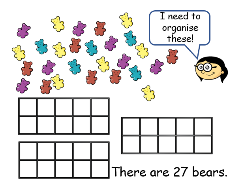 I need to
organise
these!
There are 27 bears.